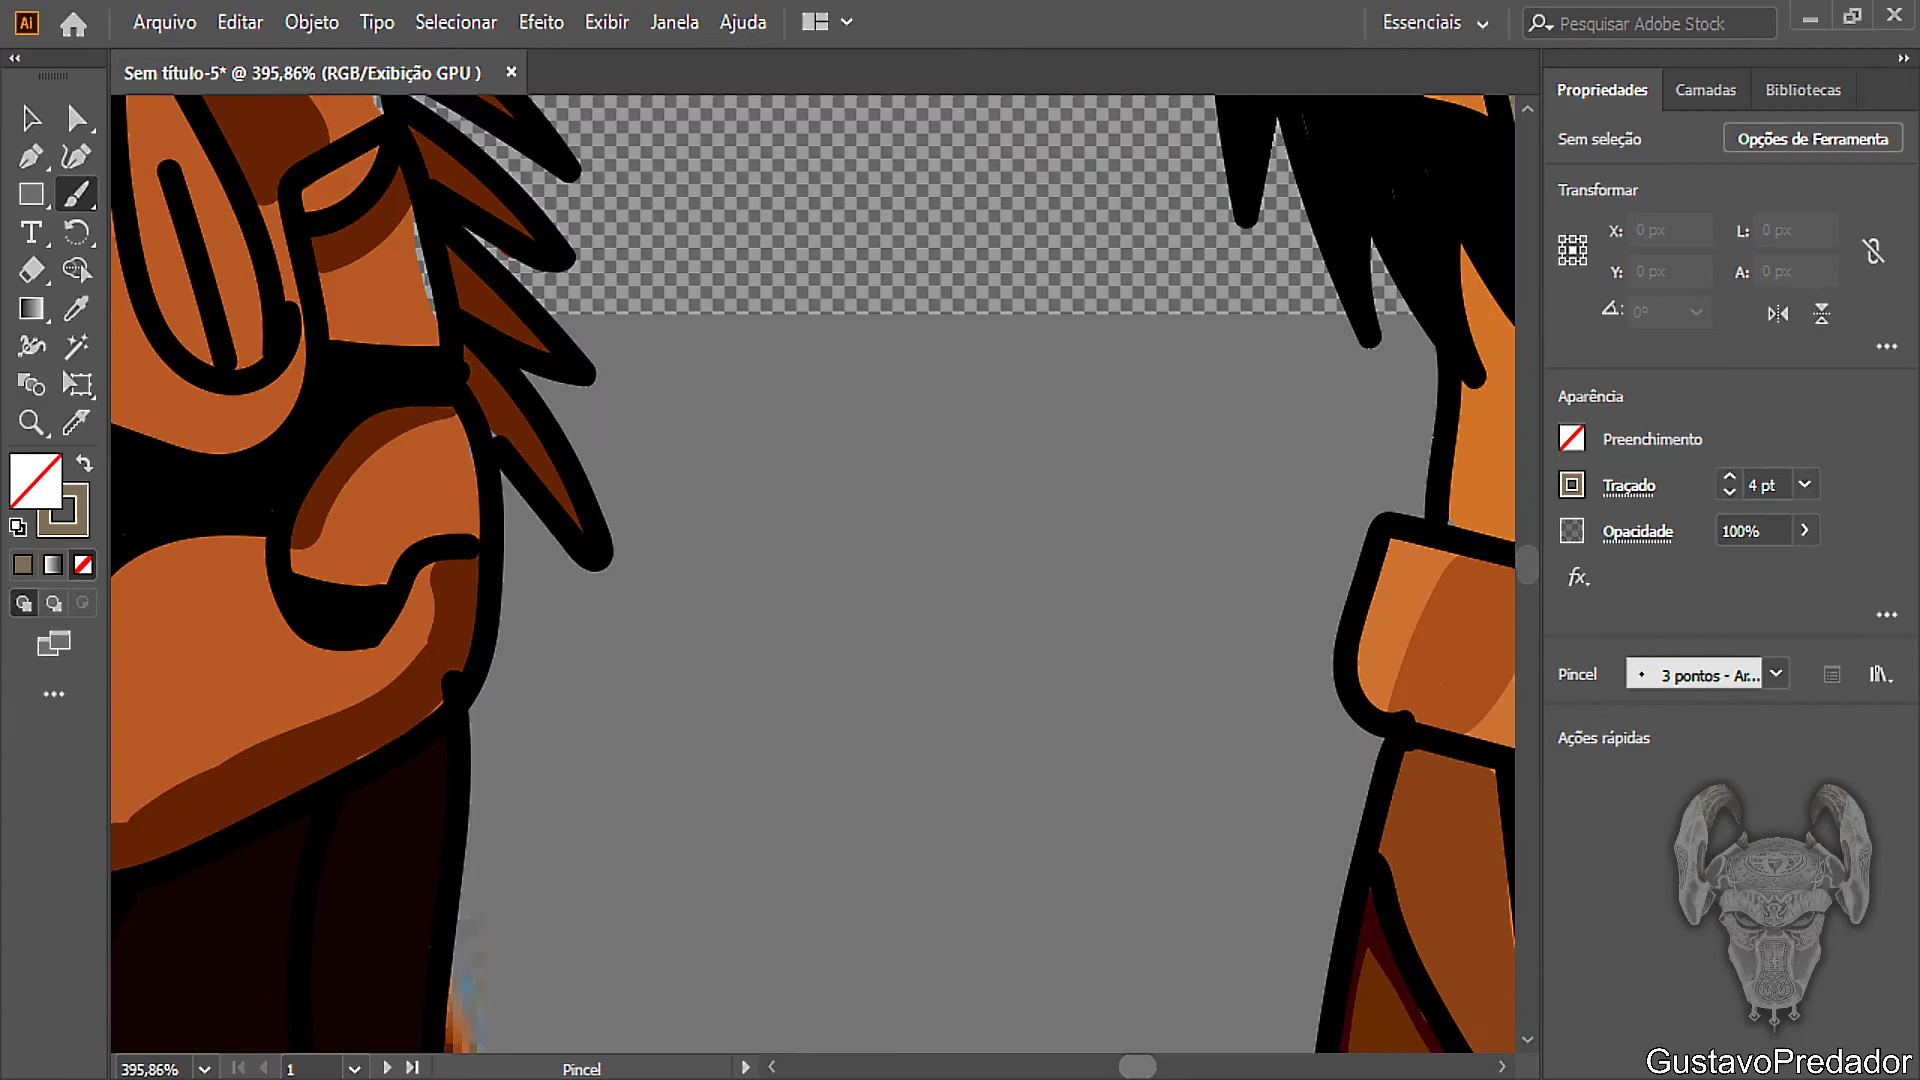 Ai Arquivo Editar Objeto Tipo Selecionar Efeito Exibir Janela Ajuda Essenciais Pesquisar Adobe Stock
Sem título-5* @ 395,86% (RGB/Exibição GPU )
Propriedades Camadas Bibliotecas
Sem seleção Opções de Ferramenta
Transformar
X: 0 px L: 0 px
Y: 0 px A: 0 px
0°
Aparência
Preenchimento
Traçado 4 pt
Opacidade 100%
fx.
Pincel 3 pontos - Ar...
Ações rápidas
GustavoPredador
395,86% 1 Pincel